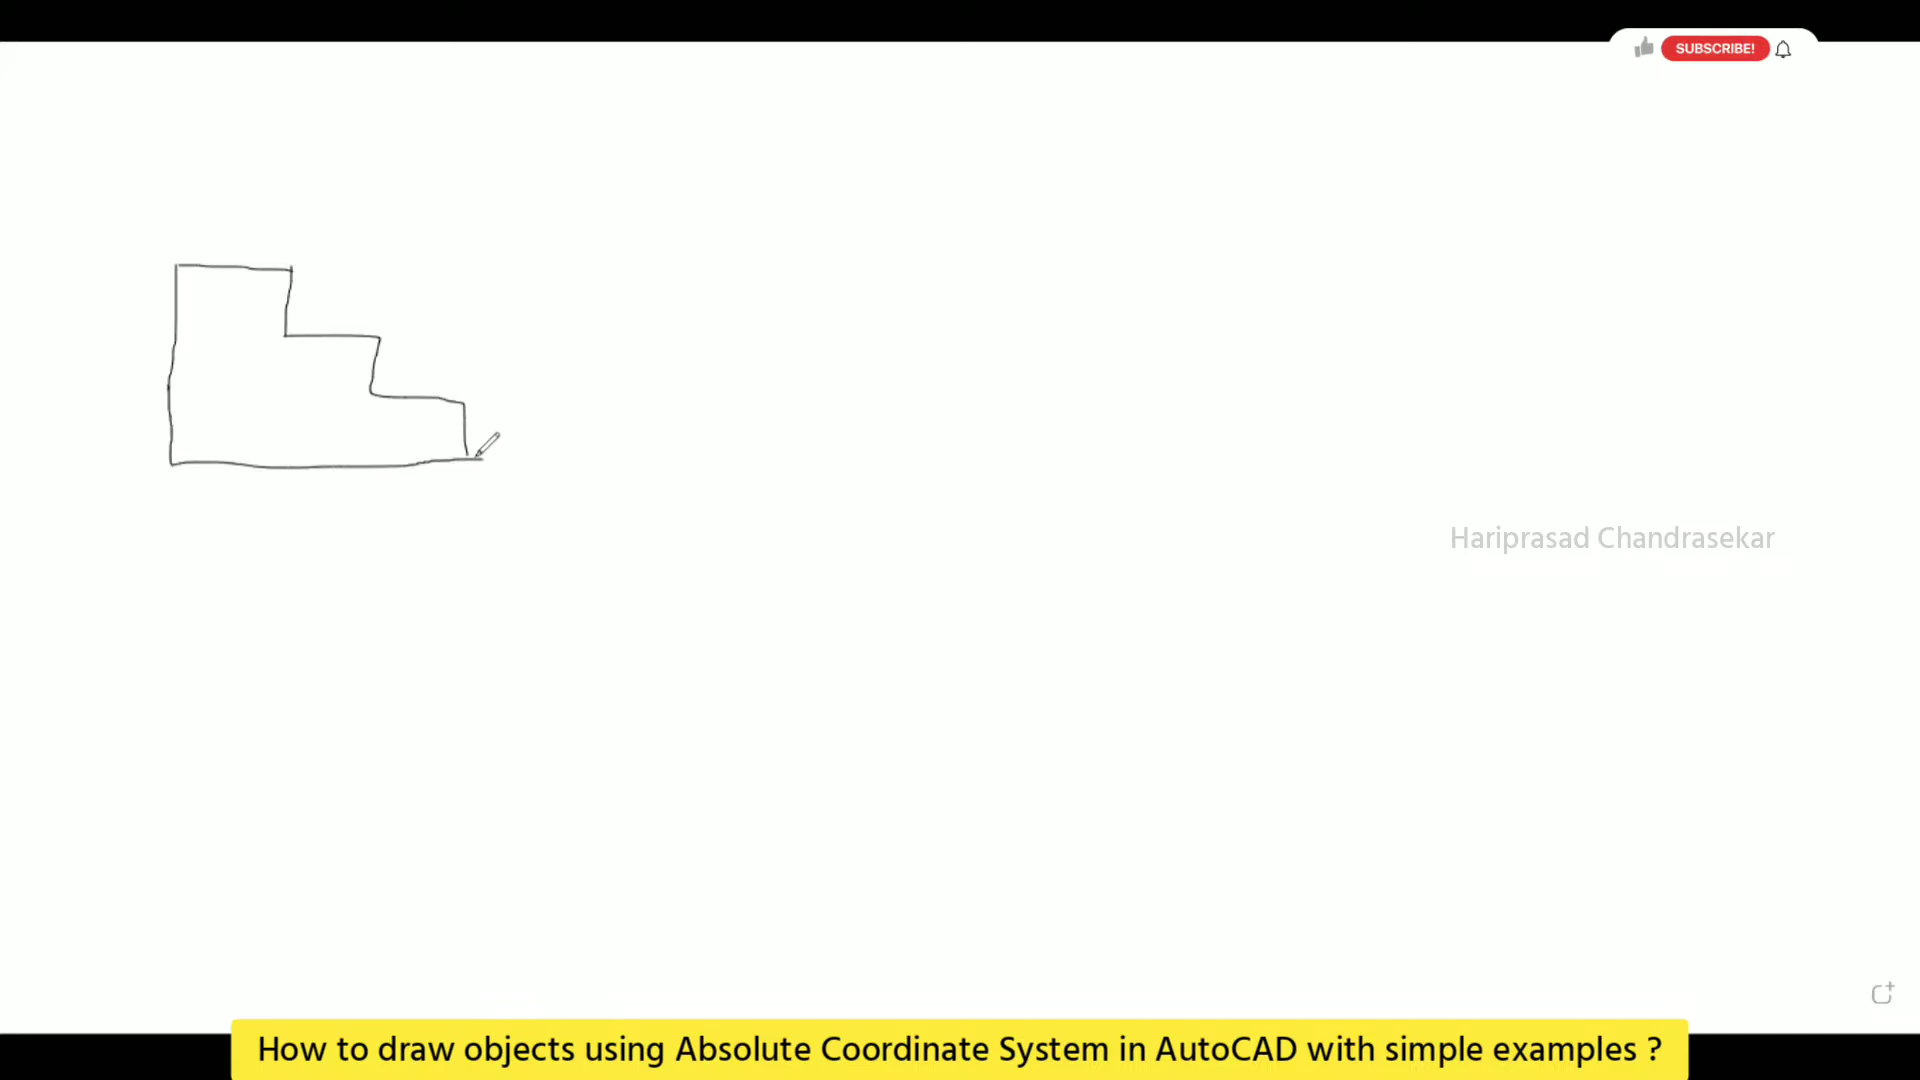 SUBSCRIBE!
Hariprasad Chandrasekar
How to draw objects using Absolute Coordinate System in AutoCAD with simple examples ?